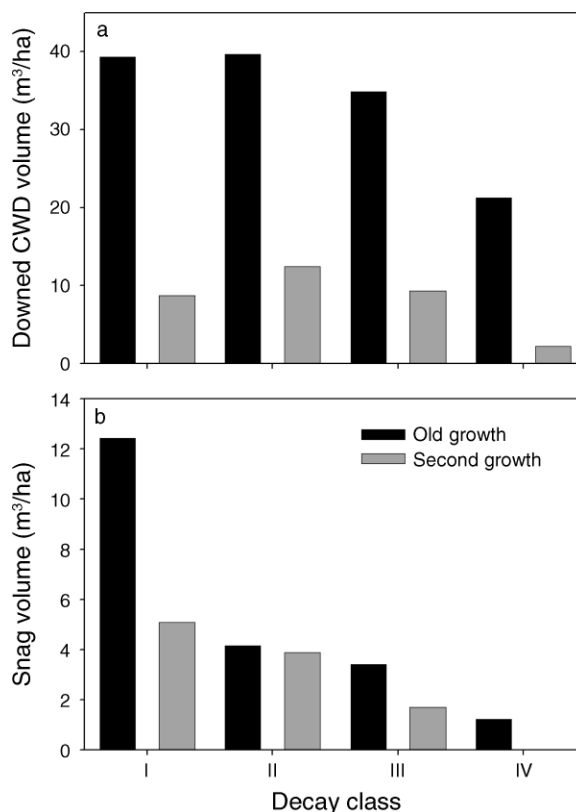 a
Downed CWD volume (m³/ha)
40
30
20
10
0
b
Snag volume (m³/ha)
14
12
10
8
6
4
2
0
Old growth
Second growth
I
II
III
IV
Decay class